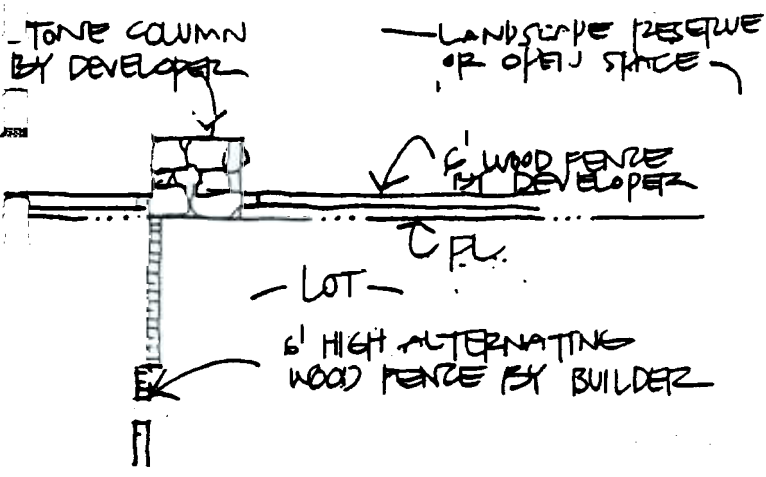 TONE COLUMN
BY DEVELOPER
LANDSCAPE RESERVE
OR OPEN SPACE
6' WOOD FENCE
BY DEVELOPER
PL.
LOT
6' HIGH ALTERNATING
WOOD FENCE BY BUILDER